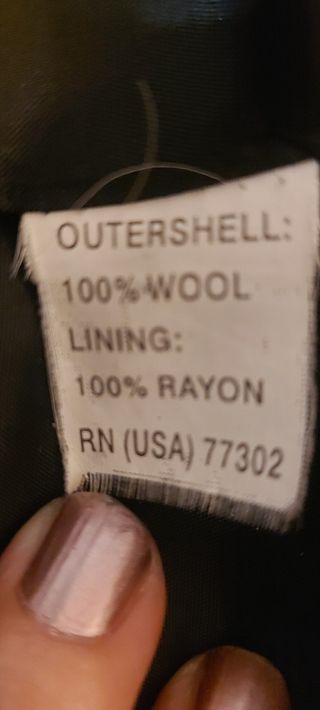 OUTERSHELL:
100% WOOL
LINING:
100% RAYON
RN (USA) 77302